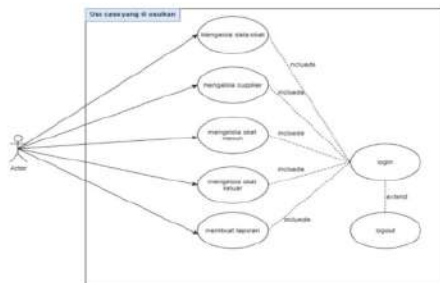 Use case yang di usulkan
Mengelola data obat
include
mengelola supplier
include
mengelola obat
masuk
include
login
Actor
mengelola obat
keluar
include
extend
membuat laporan
include
logout